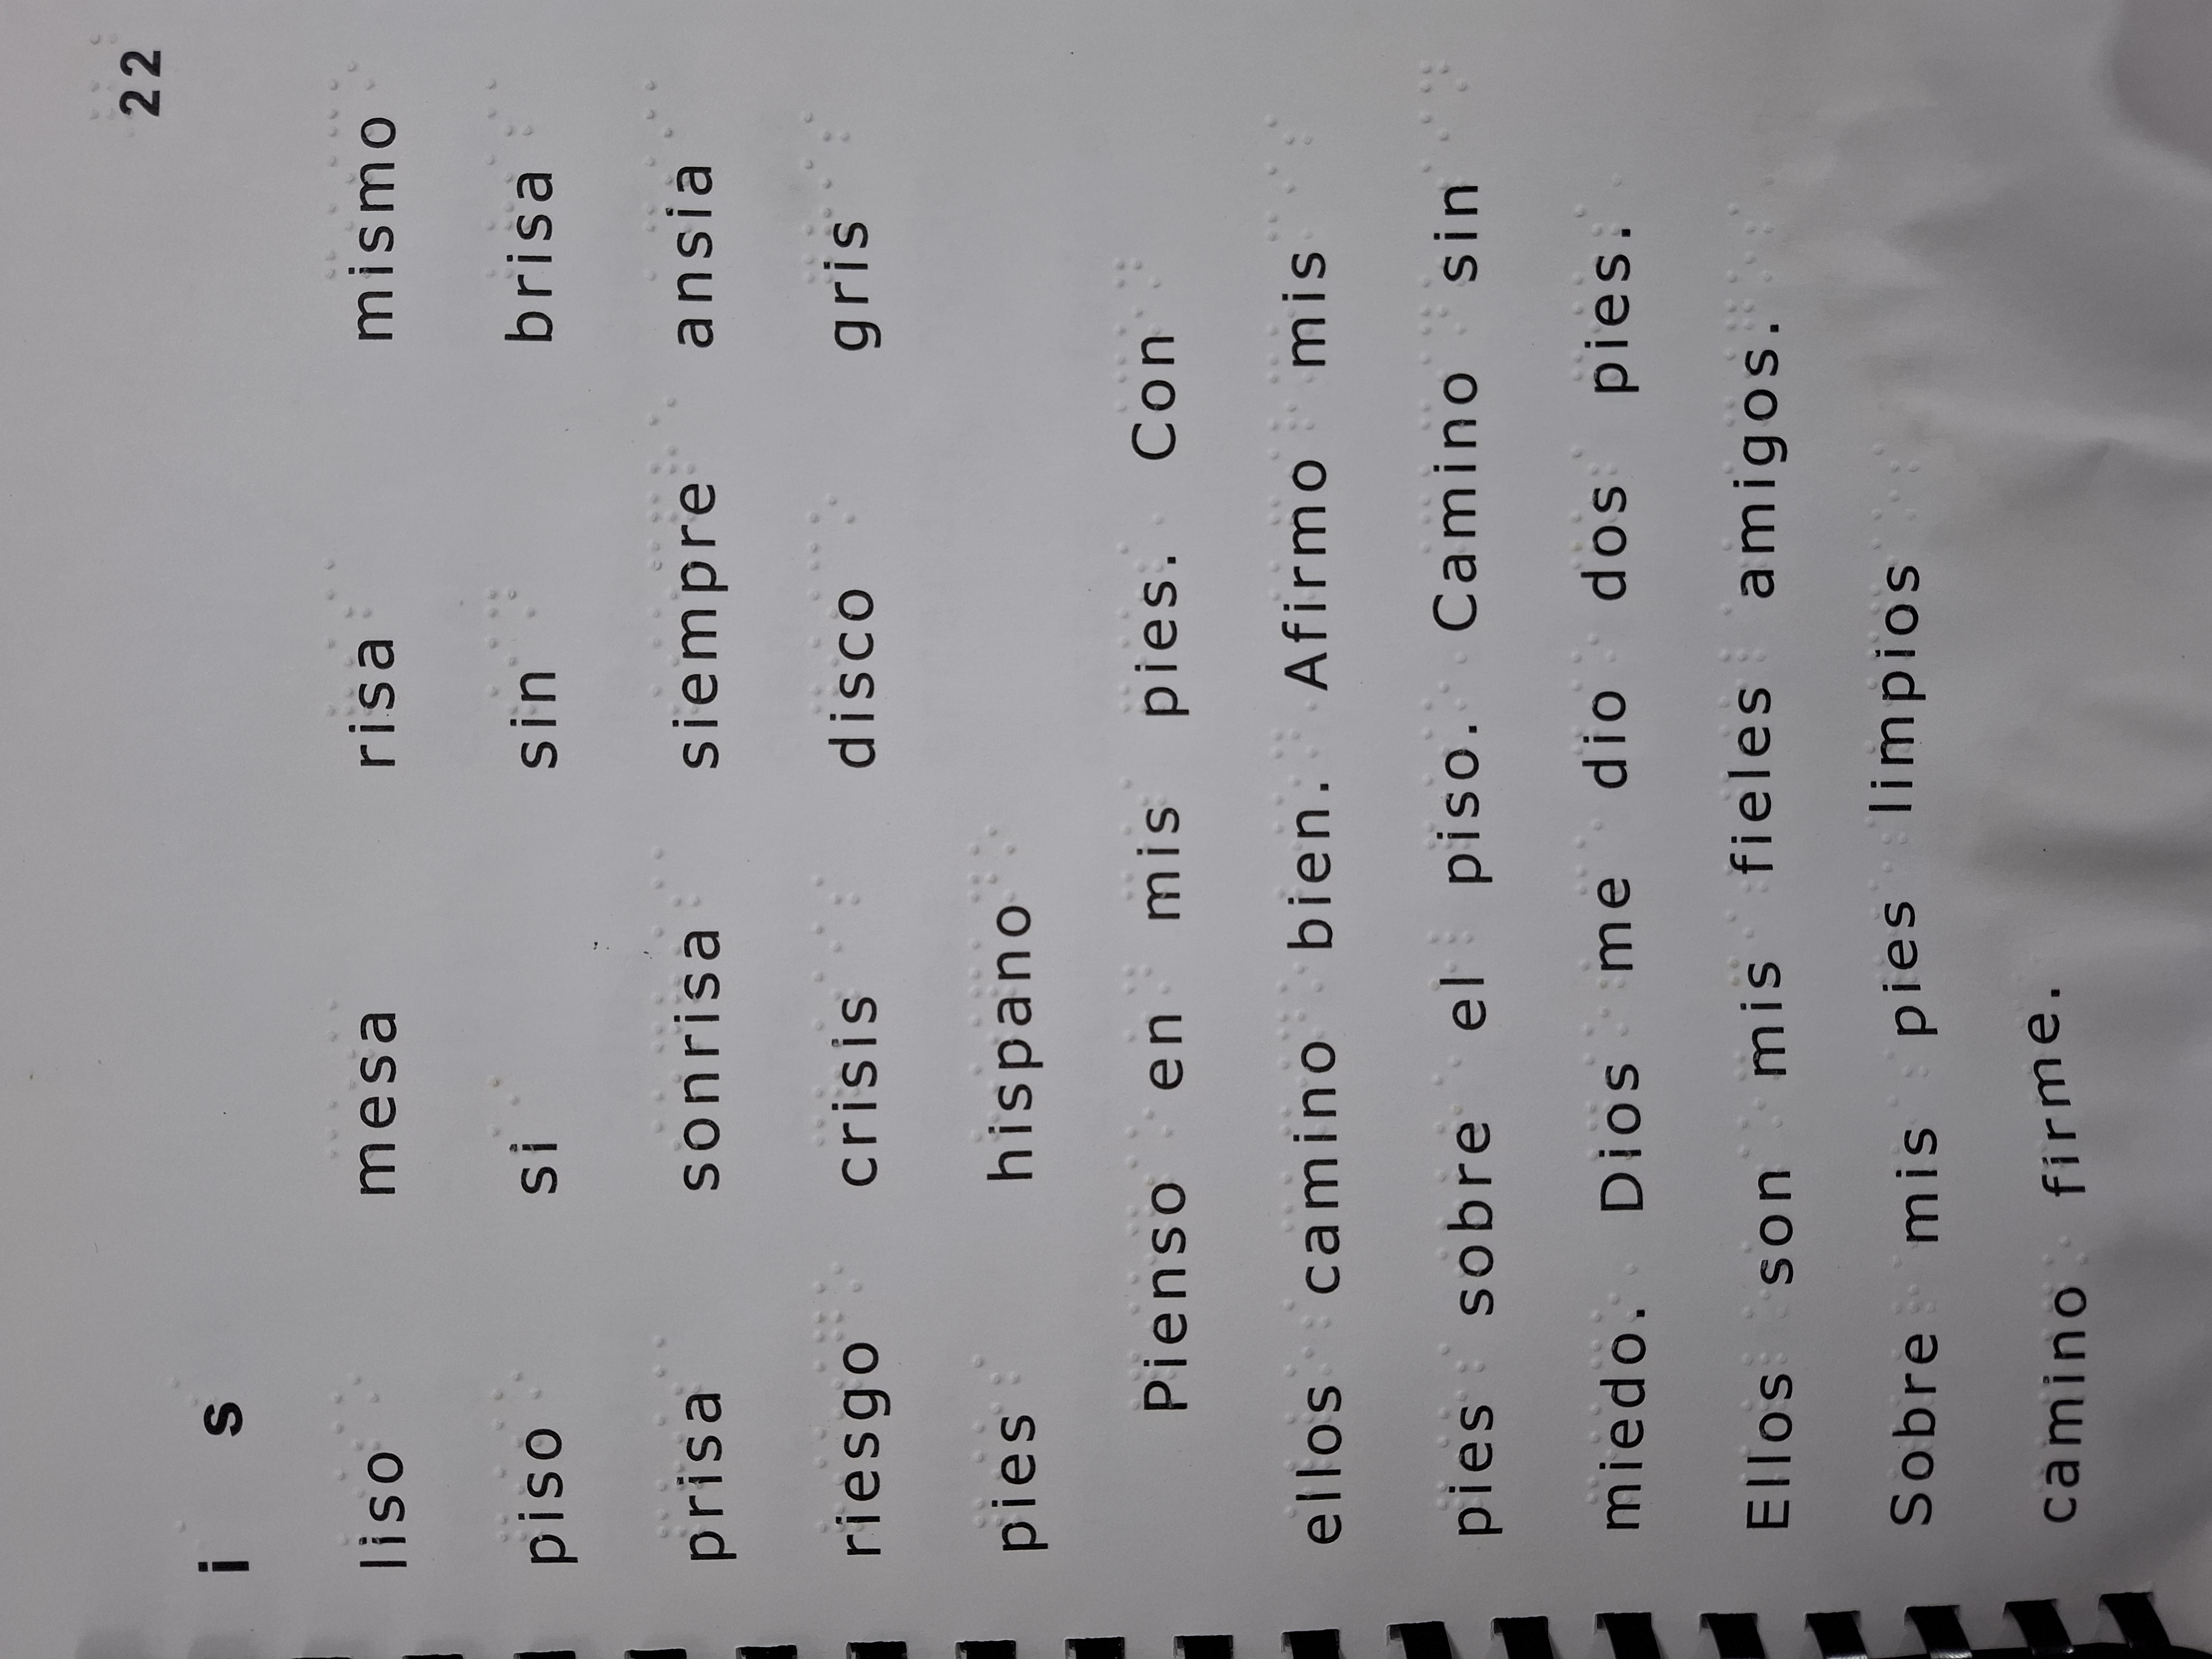 22
i s
liso mesa risa mismo
piso si sin brisa
prisa sonrisa siempre ansia
riesgo crisis disco gris
pies hispano
Pienso en mis pies. Con
ellos camino bien. Afirmo mis
pies sobre el piso. Camino sin
miedo. Dios me dio dos pies.
Ellos son mis fieles amigos.
Sobre mis pies limpios
camino firme.